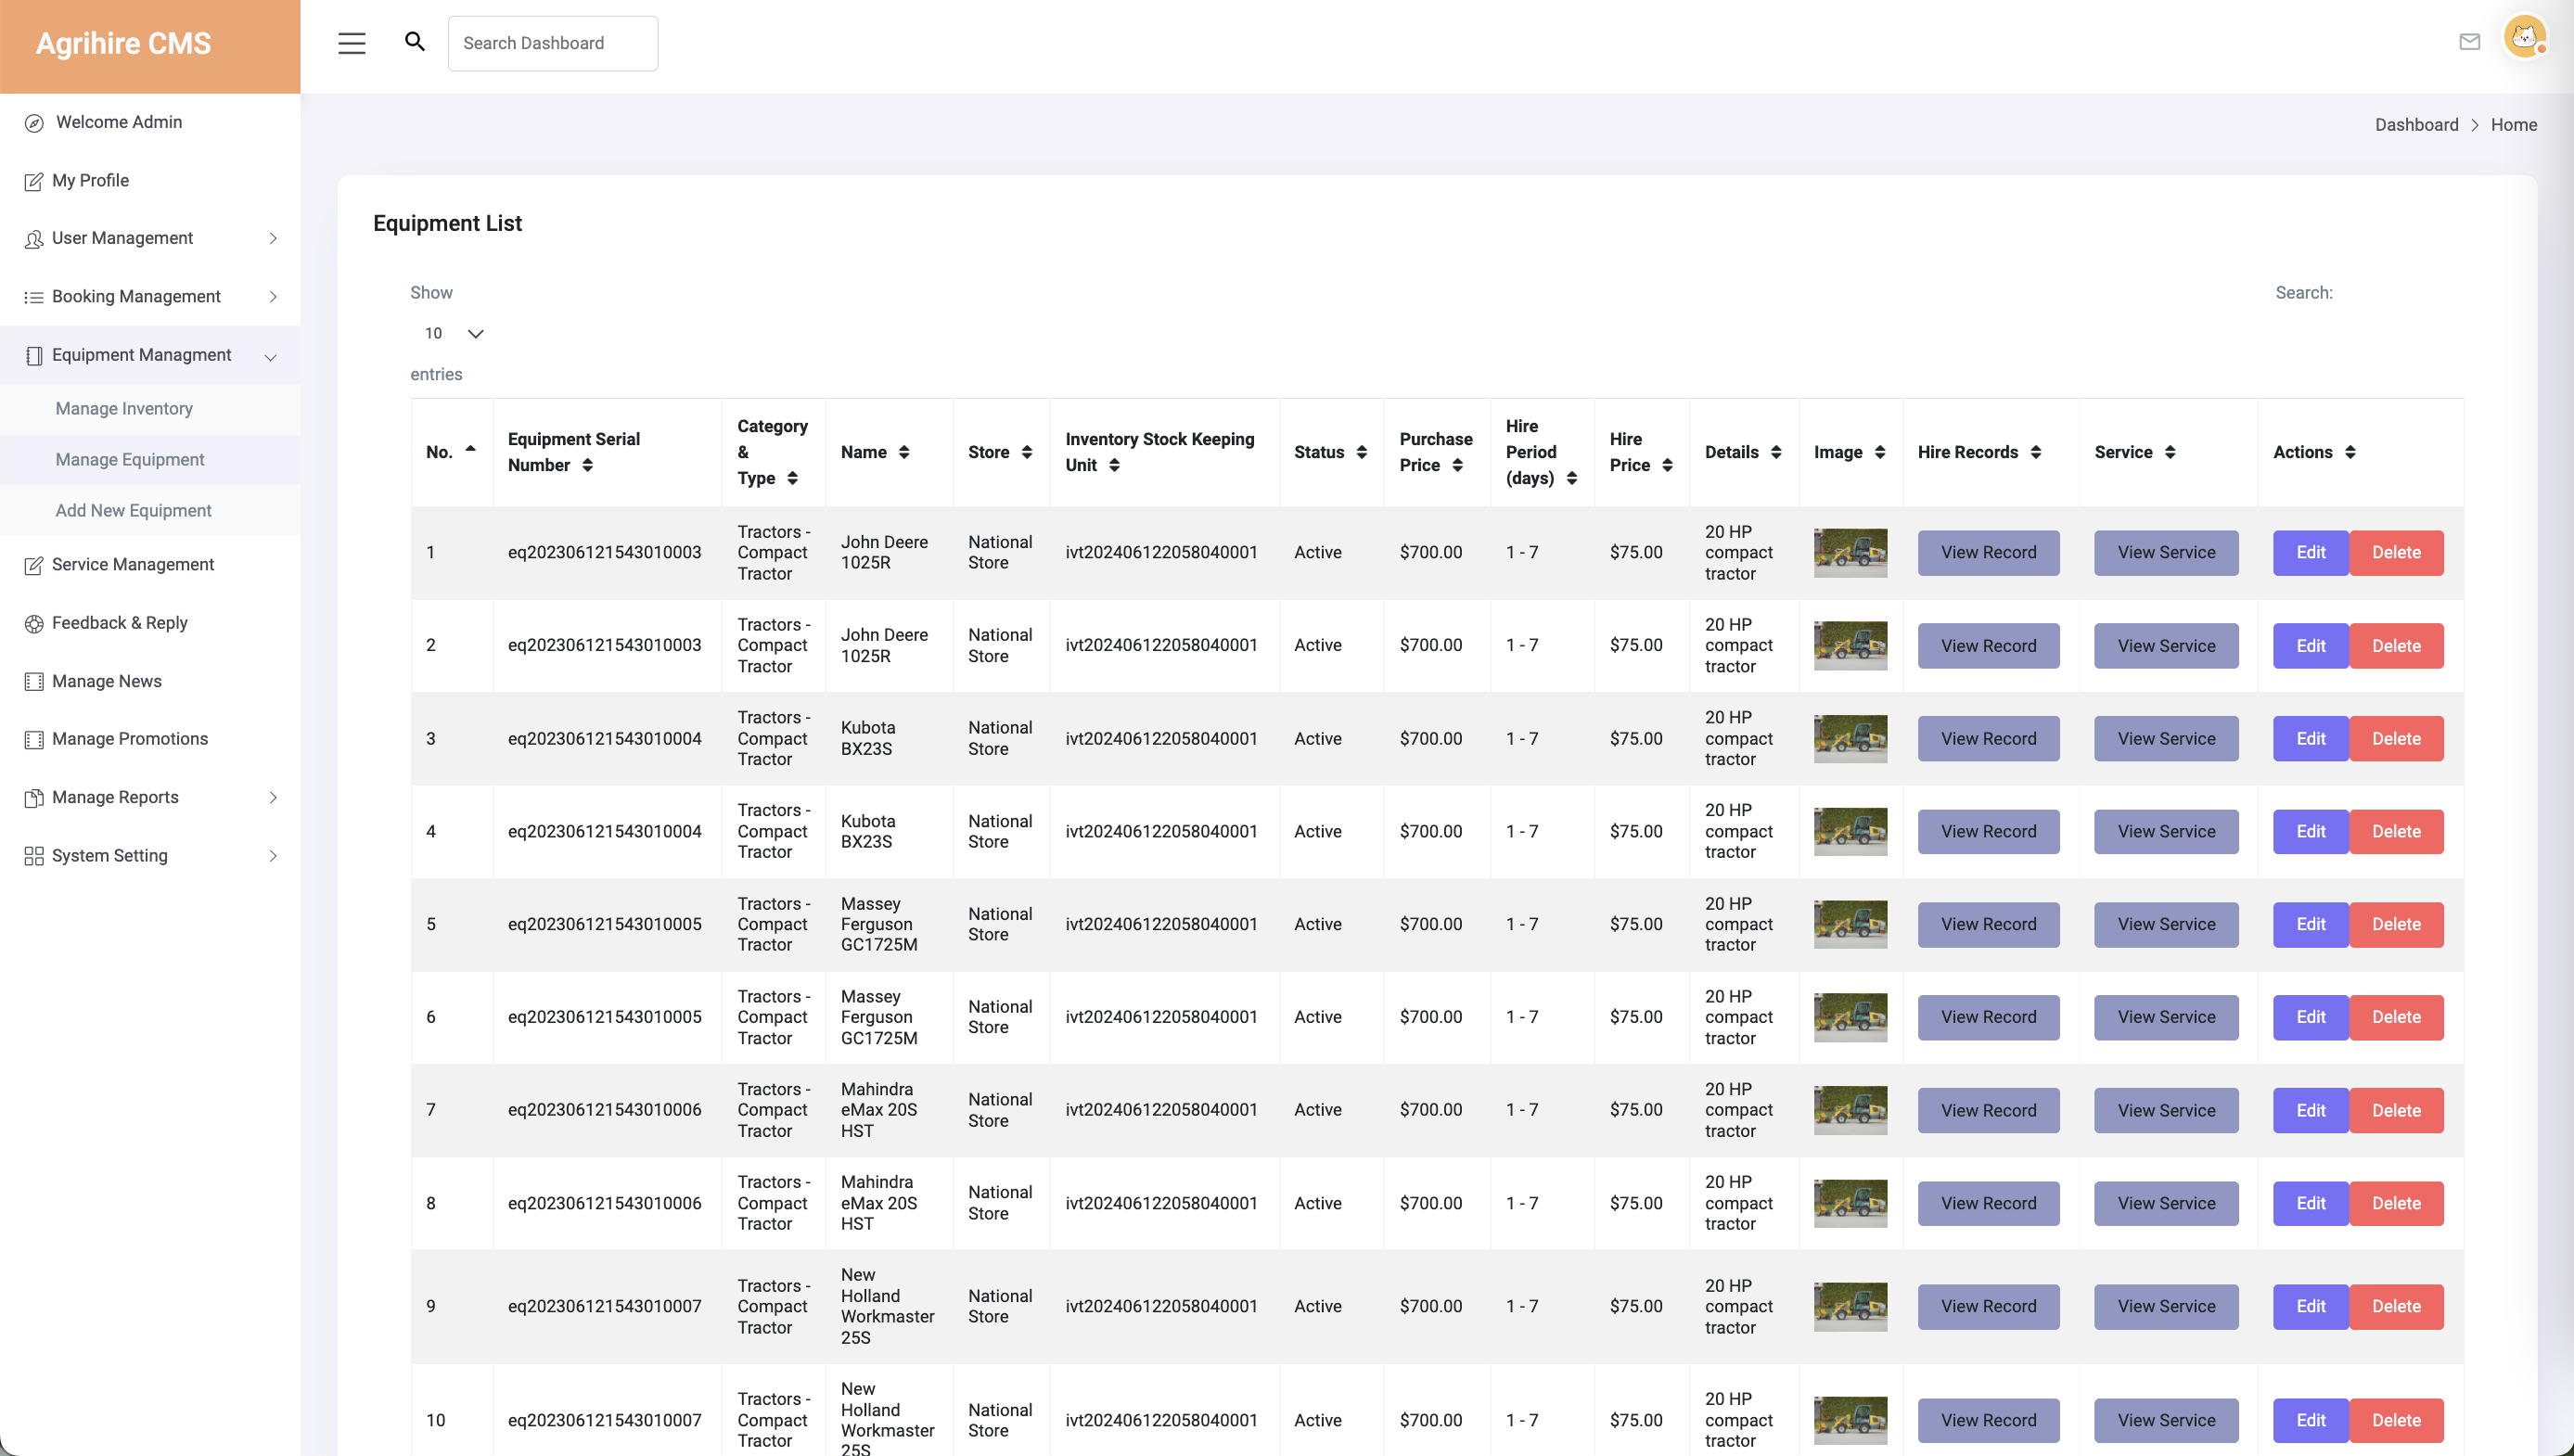 Agrihire CMS
Search Dashboard
Welcome Admin
My Profile
User Management
Booking Management
Equipment Managment
Manage Inventory
Manage Equipment
Add New Equipment
Service Management
Feedback & Reply
Manage News
Manage Promotions
Manage Reports
System Setting
Dashboard > Home
Equipment List
Show
10
entries
Search:
No. Equipment Serial Number Category & Type Name Store Inventory Stock Keeping Unit Status Purchase Price Hire Period (days) Hire Price Details Image Hire Records Service Actions
1 eq202306121543010003 Tractors - Compact Tractor John Deere 1025R National Store ivt202406122058040001 Active $700.00 1 - 7 $75.00 20 HP compact tractor View Record View Service Edit Delete
2 eq202306121543010003 Tractors - Compact Tractor John Deere 1025R National Store ivt202406122058040001 Active $700.00 1 - 7 $75.00 20 HP compact tractor View Record View Service Edit Delete
3 eq202306121543010004 Tractors - Compact Tractor Kubota BX23S National Store ivt202406122058040001 Active $700.00 1 - 7 $75.00 20 HP compact tractor View Record View Service Edit Delete
4 eq202306121543010004 Tractors - Compact Tractor Kubota BX23S National Store ivt202406122058040001 Active $700.00 1 - 7 $75.00 20 HP compact tractor View Record View Service Edit Delete
5 eq202306121543010005 Tractors - Compact Tractor Massey Ferguson GC1725M National Store ivt202406122058040001 Active $700.00 1 - 7 $75.00 20 HP compact tractor View Record View Service Edit Delete
6 eq202306121543010005 Tractors - Compact Tractor Massey Ferguson GC1725M National Store ivt202406122058040001 Active $700.00 1 - 7 $75.00 20 HP compact tractor View Record View Service Edit Delete
7 eq202306121543010006 Tractors - Compact Tractor Mahindra eMax 20S HST National Store ivt202406122058040001 Active $700.00 1 - 7 $75.00 20 HP compact tractor View Record View Service Edit Delete
8 eq202306121543010006 Tractors - Compact Tractor Mahindra eMax 20S HST National Store ivt202406122058040001 Active $700.00 1 - 7 $75.00 20 HP compact tractor View Record View Service Edit Delete
9 eq202306121543010007 Tractors - Compact Tractor New Holland Workmaster 25S National Store ivt202406122058040001 Active $700.00 1 - 7 $75.00 20 HP compact tractor View Record View Service Edit Delete
10 eq202306121543010007 Tractors - Compact Tractor New Holland Workmaster 25S National Store ivt202406122058040001 Active $700.00 1 - 7 $75.00 20 HP compact tractor View Record View Service Edit Delete